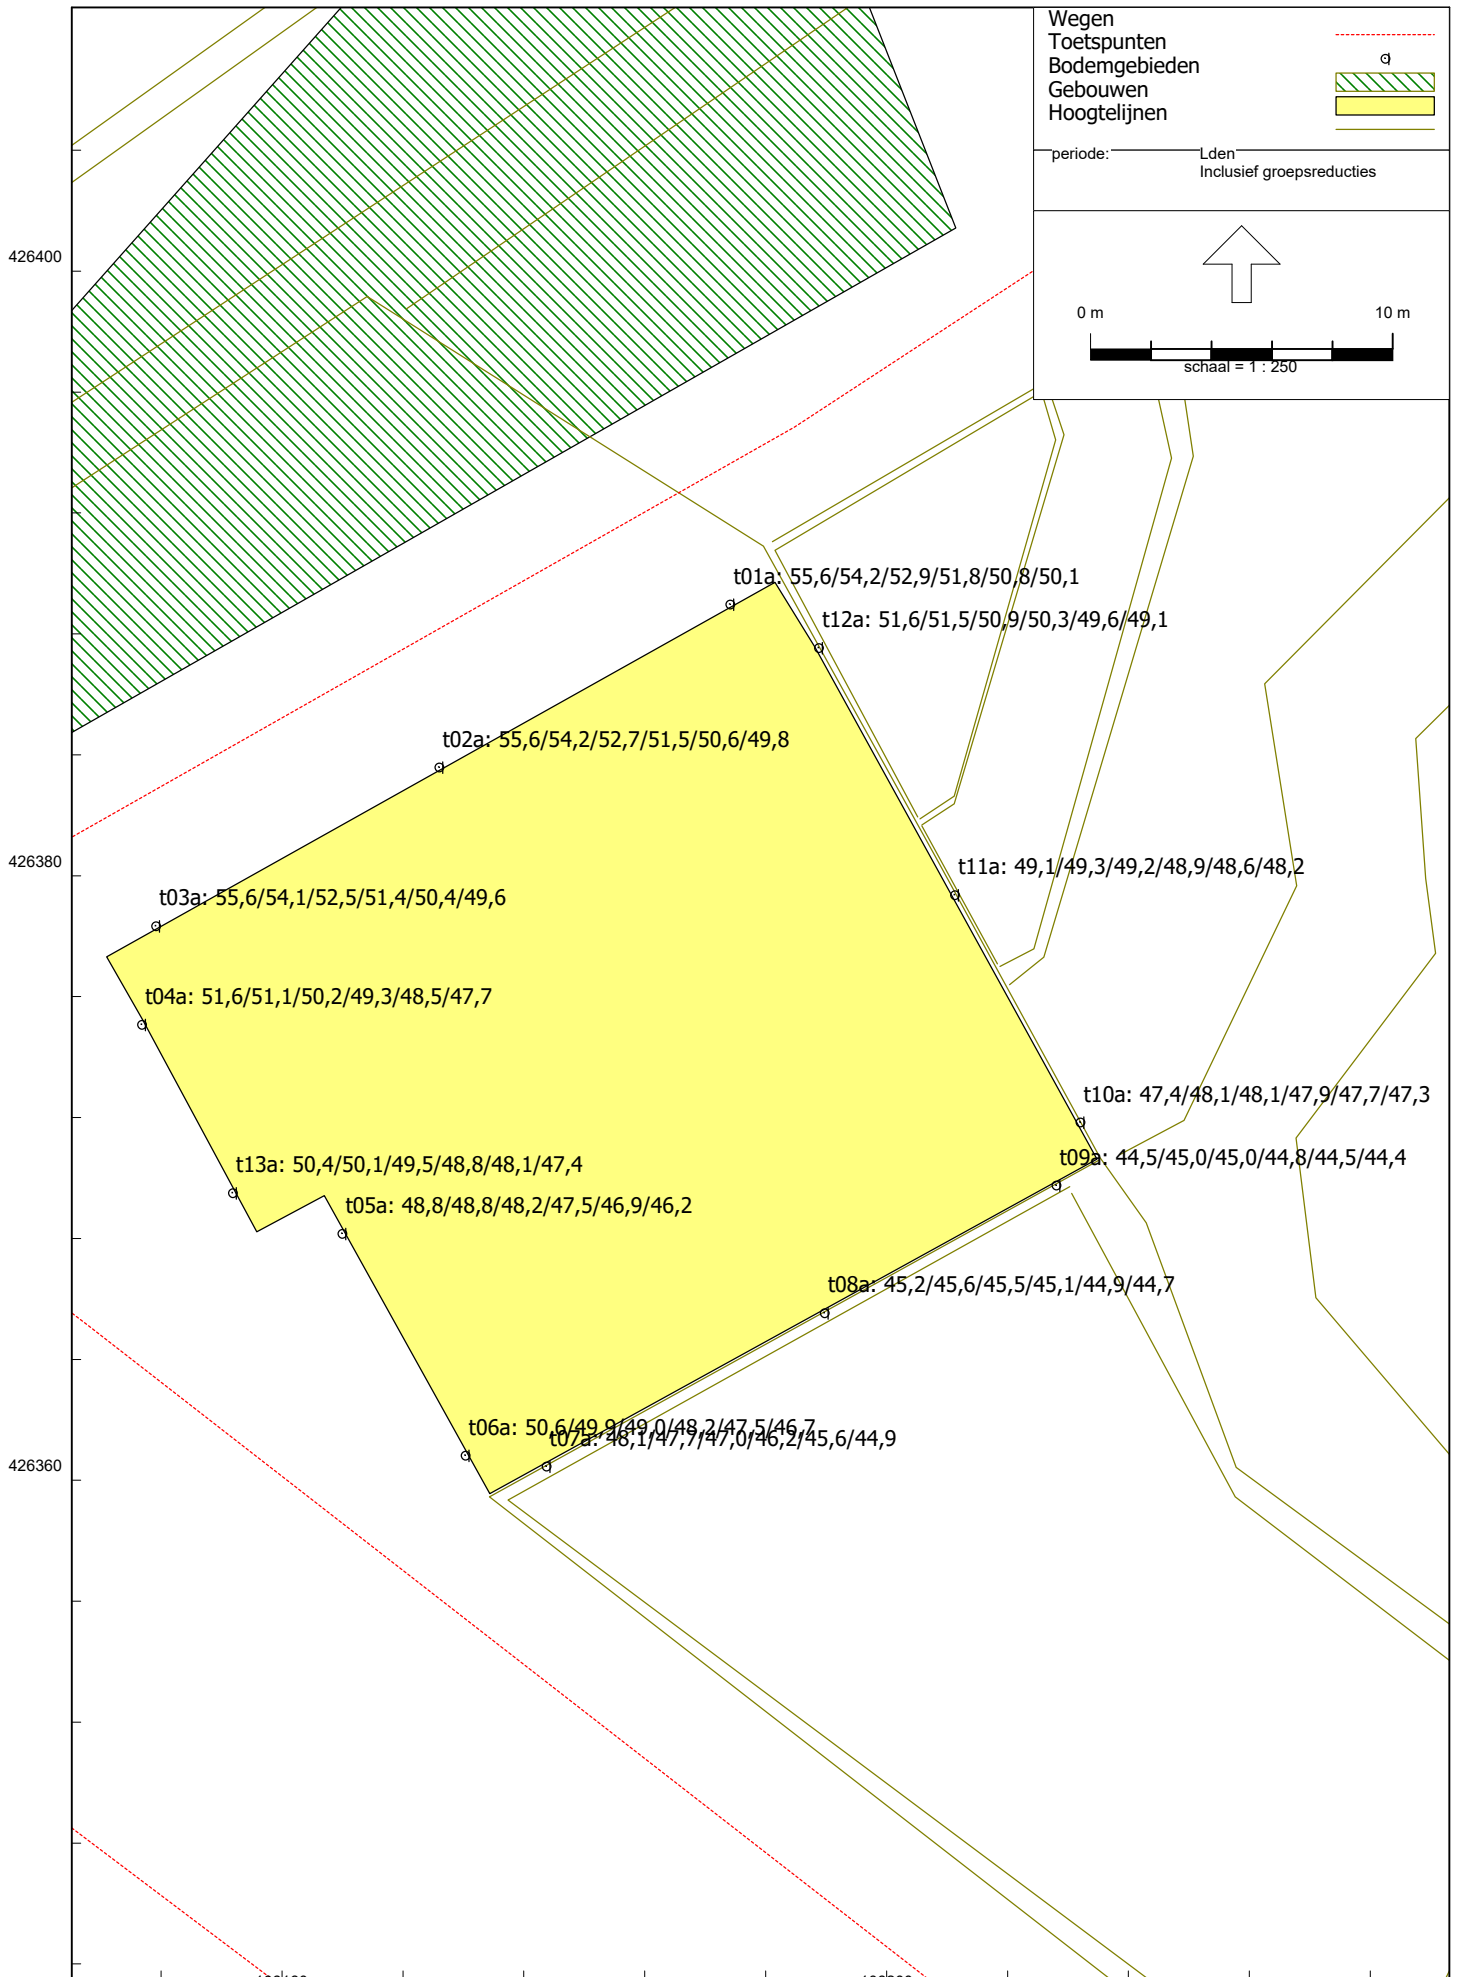 Wegen
Toetspunten
Bodemgebieden
Gebouwen
Hoogtelijnen
periode: Lden
Inclusief groepsreducties
426400
0 m 10 m
schaal = 1 : 250
t01a: 55,6/54,2/52,9/51,8/50,8/50,1
t12a: 51,6/51,5/50,9/50,3/49,6/49,1
t02a: 55,6/54,2/52,7/51,5/50,6/49,8
426380
t11a: 49,1/49,3/49,2/48,9/48,6/48,2
t03a: 55,6/54,1/52,5/51,4/50,4/49,6
t04a: 51,6/51,1/50,2/49,3/48,5/47,7
t10a: 47,4/48,1/48,1/47,9/47,7/47,3
t09a: 44,5/45,0/45,0/44,8/44,5/44,4
t13a: 50,4/50,1/49,5/48,8/48,1/47,4
t05a: 48,8/48,8/48,2/47,5/46,9/46,2
t08a: 45,2/45,6/45,5/45,1/44,9/44,7
t06a: 50,6/49,9/49,0/48,2/47,5/46,7
t07a: 48,1/47,7/47,0/46,2/45,6/44,9
426360